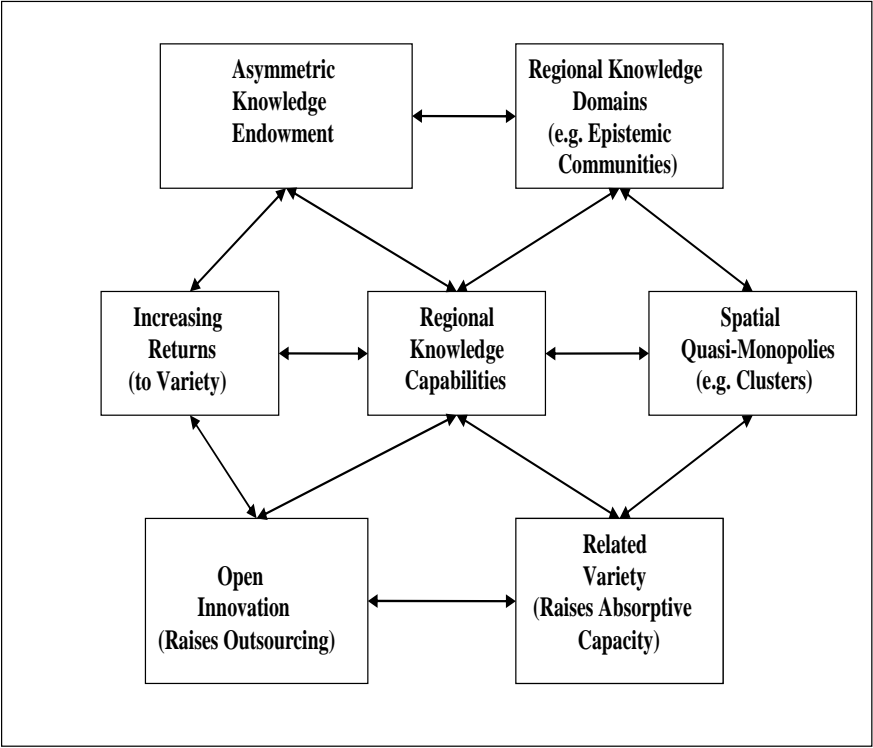 Asymmetric
Knowledge
Endowment
Regional Knowledge
Domains
(e.g. Epistemic
Communities)
Increasing
Returns
(to Variety)
Regional
Knowledge
Capabilities
Spatial
Quasi-Monopolies
(e.g. Clusters)
Open
Innovation
(Raises Outsourcing)
Related
Variety
(Raises Absorptive
Capacity)